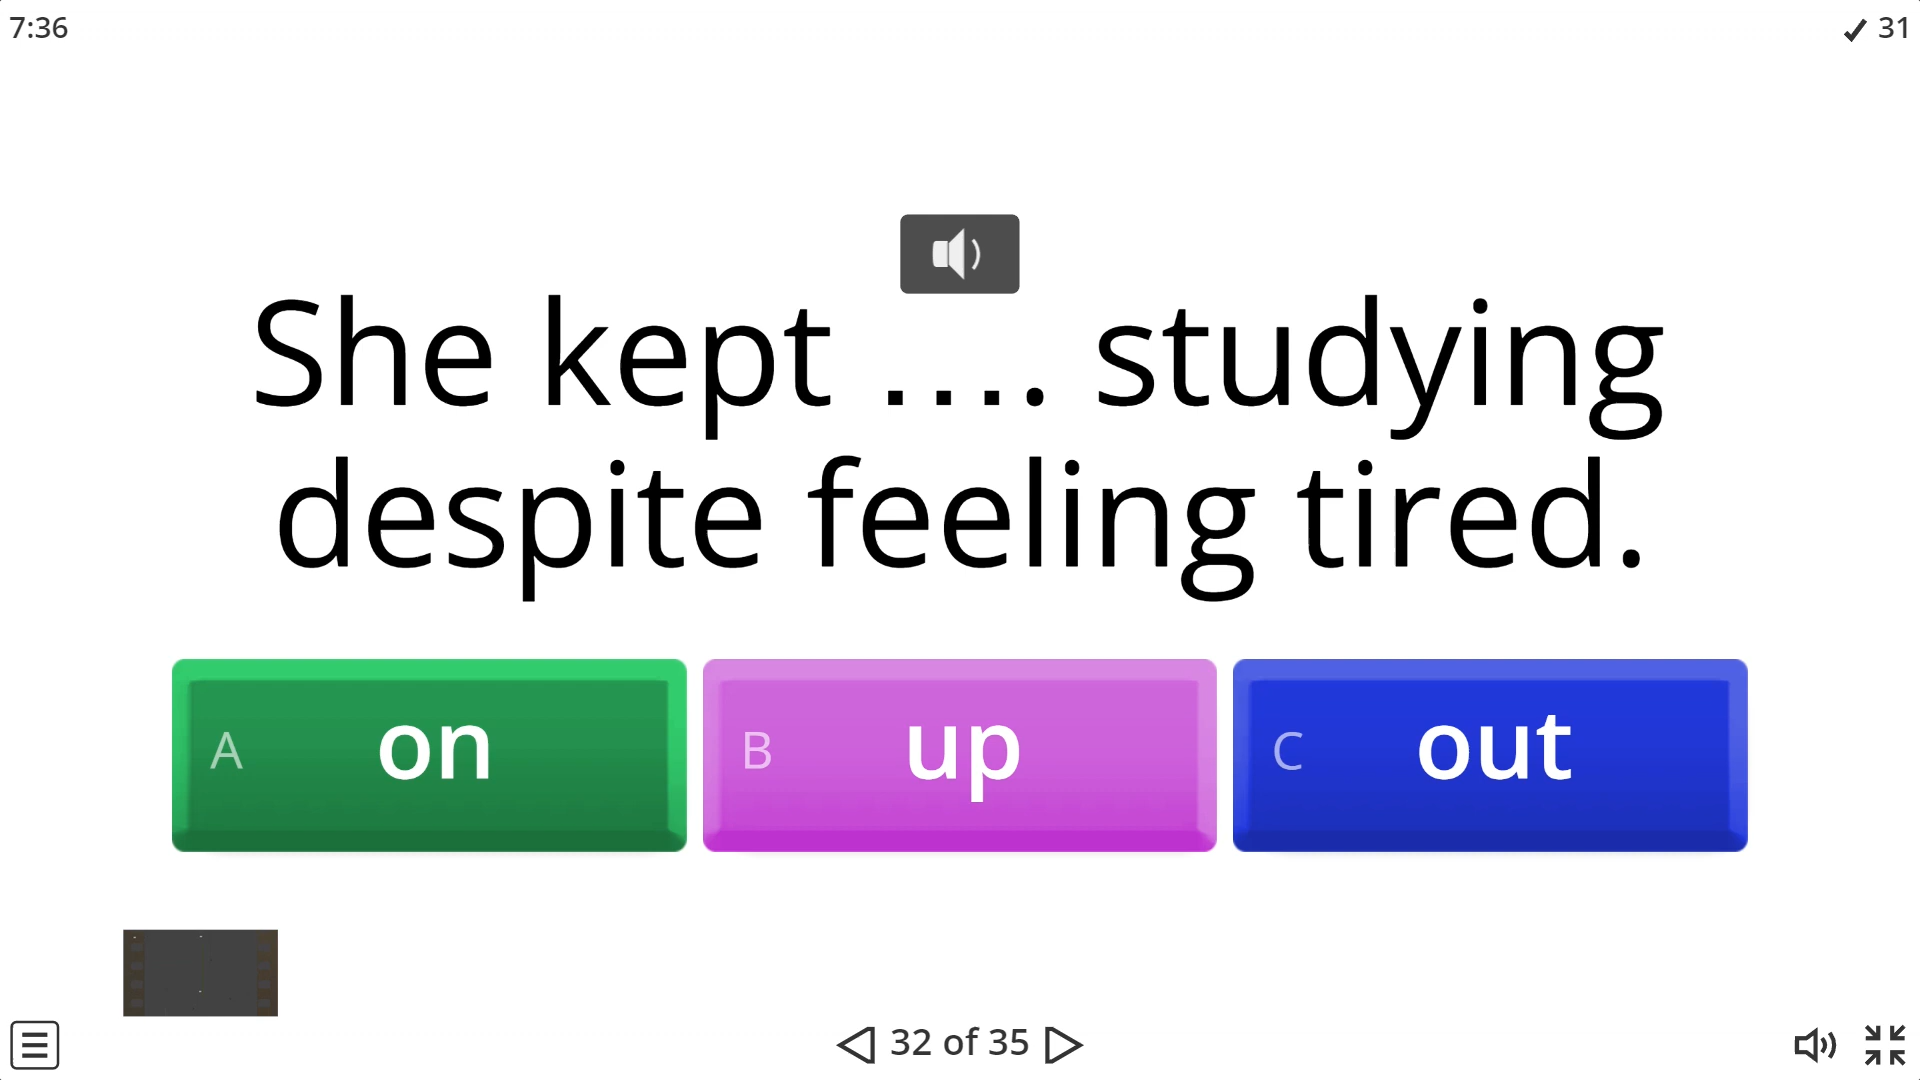 7:36
✓ 31
She kept .... studying
despite feeling tired.
A on
B up
C out
32 of 35